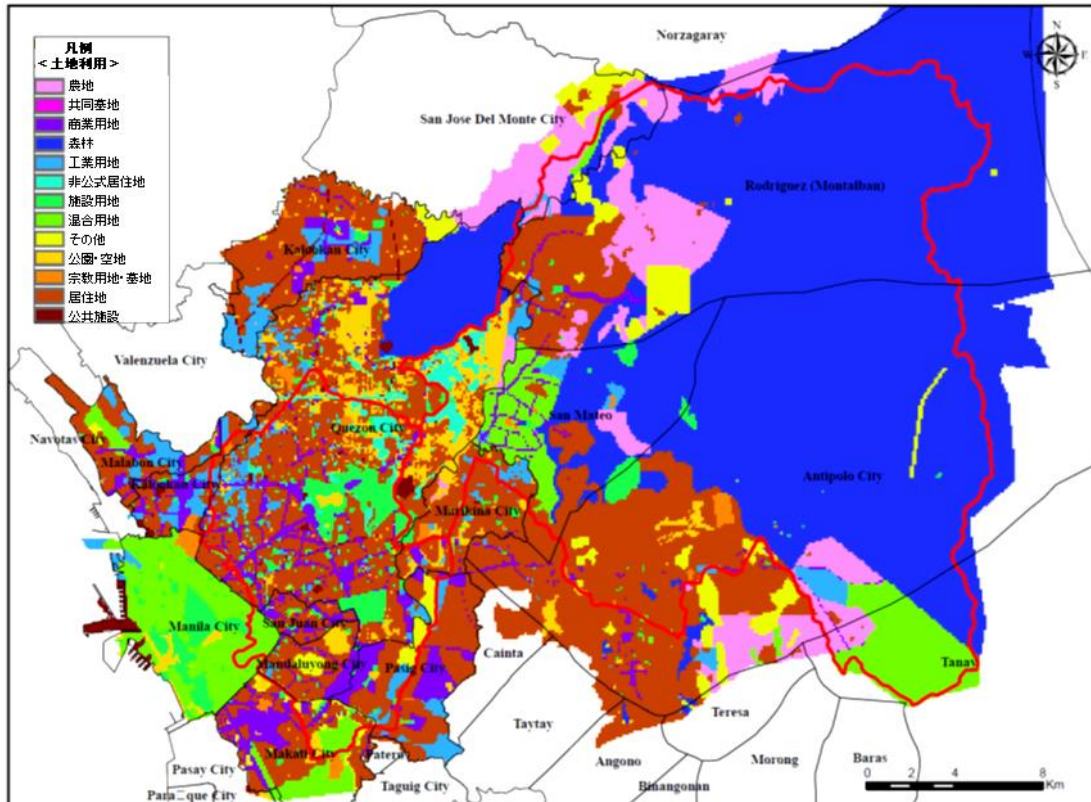 凡例
<土地利用>
農地
共同墓地
商業用地
森林
工業用地
非公式居住地
施設用地
混合用地
その他
公園・空地
宗教用地・墓地
居住地
公共施設
N
W
E
S
Norzagaray
San Jose Del Monte City
Rodriguez (Montalban)
Kalookan City
Valenzuela City
San Mateo
Quezon City
Navotas City
Malabon City
Kalookan City
Antipolo City
Marikina City
Manila City
San Juan City
Mandaluyong City
Pasig City
Cainta
Tanay
Taytay
Teresa
Makati City
Pateros
Angono
Morong
Baras
Pasay City
Taguig City
Binangonan
Para que City
0 2 4 8
Km